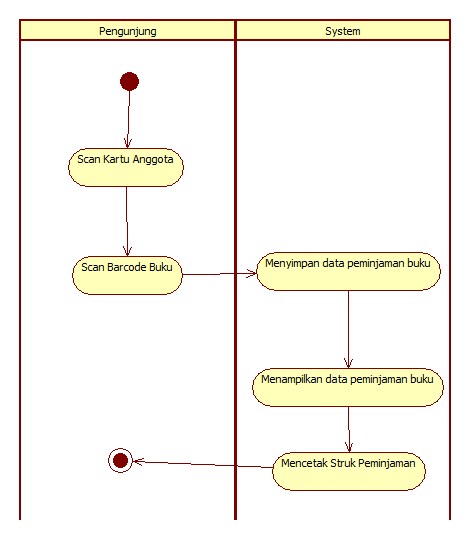 Pengunjung
System
Scan Kartu Anggota
Scan Barcode Buku
Menyimpan data peminjaman buku
Menampilkan data peminjaman buku
Mencetak Struk Peminjaman